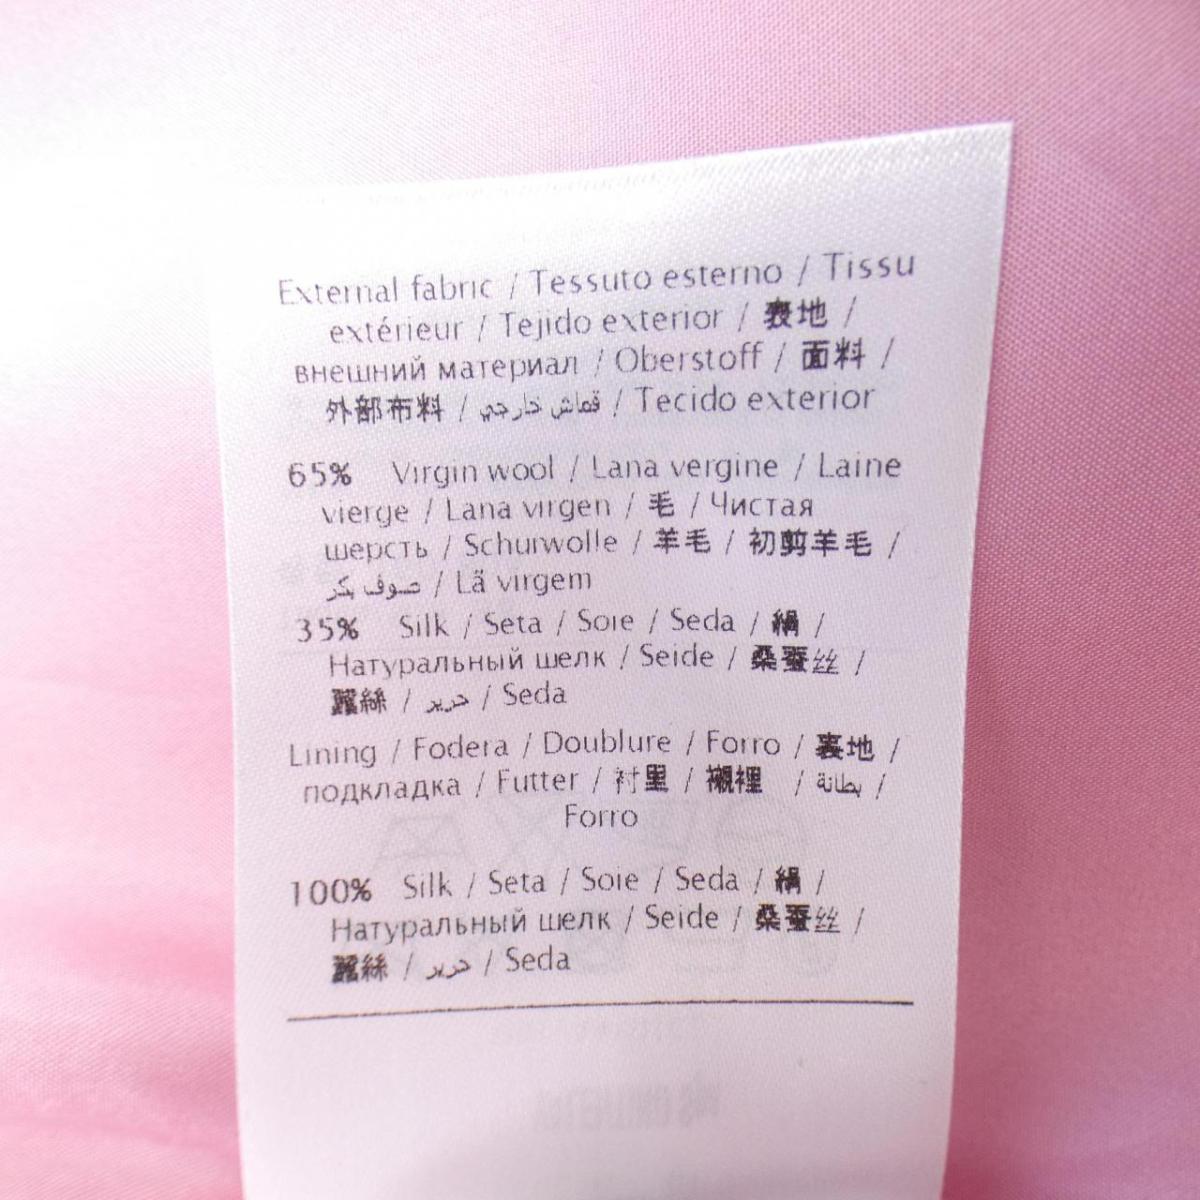 External fabric / Tessuto esterno / Tissu
extérieur / Tejido exterior / 表地 /
внешний материал / Oberstoff / 面料 /
外部布料 / قماش خارجي / Tecido exterior
65% Virgin wool / Lana vergine / Laine
vierge / Lana virgen / 毛 / Чистая
шерсть / Schurwolle / 羊毛 / 初剪羊毛 /
صوف بكر / Lã virgem
35% Silk / Seta / Soie / Seda / 絹 /
Натуральный шелк / Seide / 桑蚕丝 /
蠶絲 / حرير / Seda
Lining / Fodera / Doublure / Forro / 裏地 /
подкладка / Futter / 衬里 / 襯裡 / بطانة /
Forro
100% Silk / Seta / Soie / Seda / 絹 /
Натуральный шелк / Seide / 桑蚕丝 /
蠶絲 / حرير / Seda